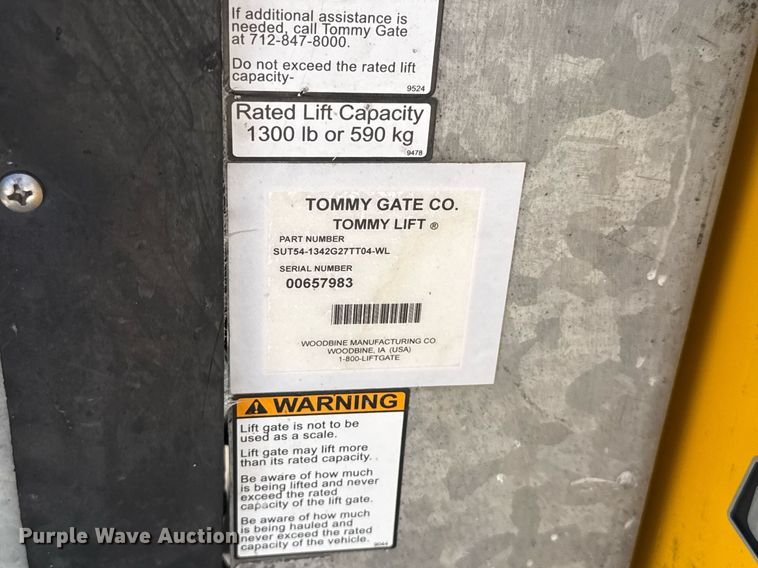 If additional assistance is
needed, call Tommy Gate
at 712-847-8000.
Do not exceed the rated lift
capacity-
9524
Rated Lift Capacity
1300 lb or 590 kg
9478
TOMMY GATE CO.
TOMMY LIFT ®
PART NUMBER
SUT54-1342G27TT04-WL
SERIAL NUMBER
00657983
WOODBINE MANUFACTURING CO
WOODBINE, IA (USA)
1-800-LIFTGATE
WARNING
Lift gate is not to be
used as a scale.
Lift gate may lift more
than its rated capacity.
Be aware of how much
is being lifted and never
exceed the rated
capacity of the lift gate.
Be aware of how much
is being hauled and
never exceed the rated
capacity of the vehicle.
9044
Purple Wave Auction